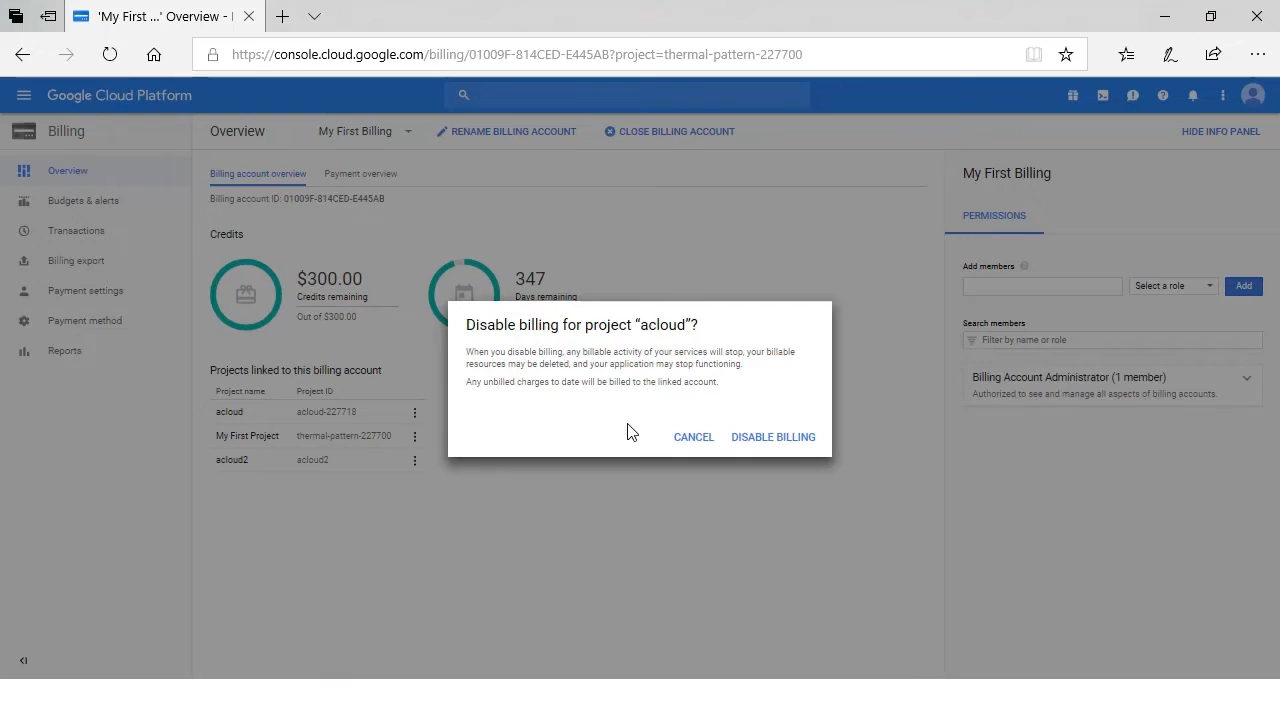 'My First ...' Overview -
https://console.cloud.google.com/billing/01009F-814CED-E445AB?project=thermal-pattern-227700
Google Cloud Platform
Billing
Overview
My First Billing
RENAME BILLING ACCOUNT
CLOSE BILLING ACCOUNT
HIDE INFO PANEL
Overview
Budgets & alerts
Transactions
Billing export
Payment settings
Payment method
Reports
Billing account overview
Payment overview
Billing account ID: 01009F-814CED-E445AB
Credits
$300.00
Credits remaining
Out of $300.00
347
Days remaining
Projects linked to this billing account
Project name Project ID
acloud acloud-227718
My First Project thermal-pattern-227700
acloud2 acloud2
Disable billing for project “acloud”?
When you disable billing, any billable activity of your services will stop, your billable
resources may be deleted, and your application may stop functioning.
Any unbilled charges to date will be billed to the linked account.
CANCEL DISABLE BILLING
My First Billing
PERMISSIONS
Add members
Select a role
Add
Search members
Filter by name or role
Billing Account Administrator (1 member)
Authorized to see and manage all aspects of billing accounts.